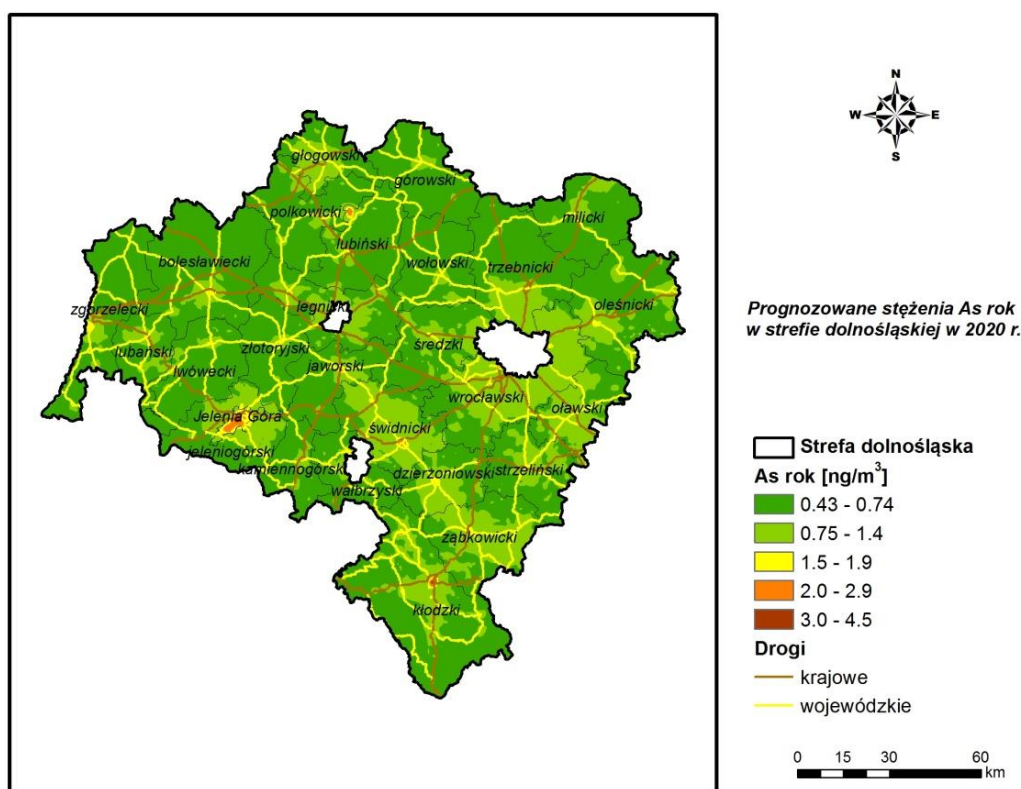 N
W E
S
głogowski
górowski
polkowicki
milicki
lubiński
bolesławiecki
wołowski
trzebnicki
zgorzelecki
legnicki
oleśnicki
lubański
złotoryjski
średzki
lwówecki
jaworski
wrocławski
oławski
Jelenia Góra
świdnicki
jeleniogórski
kamiennogórski
dzierżoniowski
strzeliński
wałbrzyski
ząbkowicki
kłodzki
Prognozowane stężenia As rok
w strefie dolnośląskiej w 2020 r.
Strefa dolnośląska
As rok [ng/m³]
0.43 - 0.74
0.75 - 1.4
1.5 - 1.9
2.0 - 2.9
3.0 - 4.5
Drogi
krajowe
wojewódzkie
0 15 30 60
km